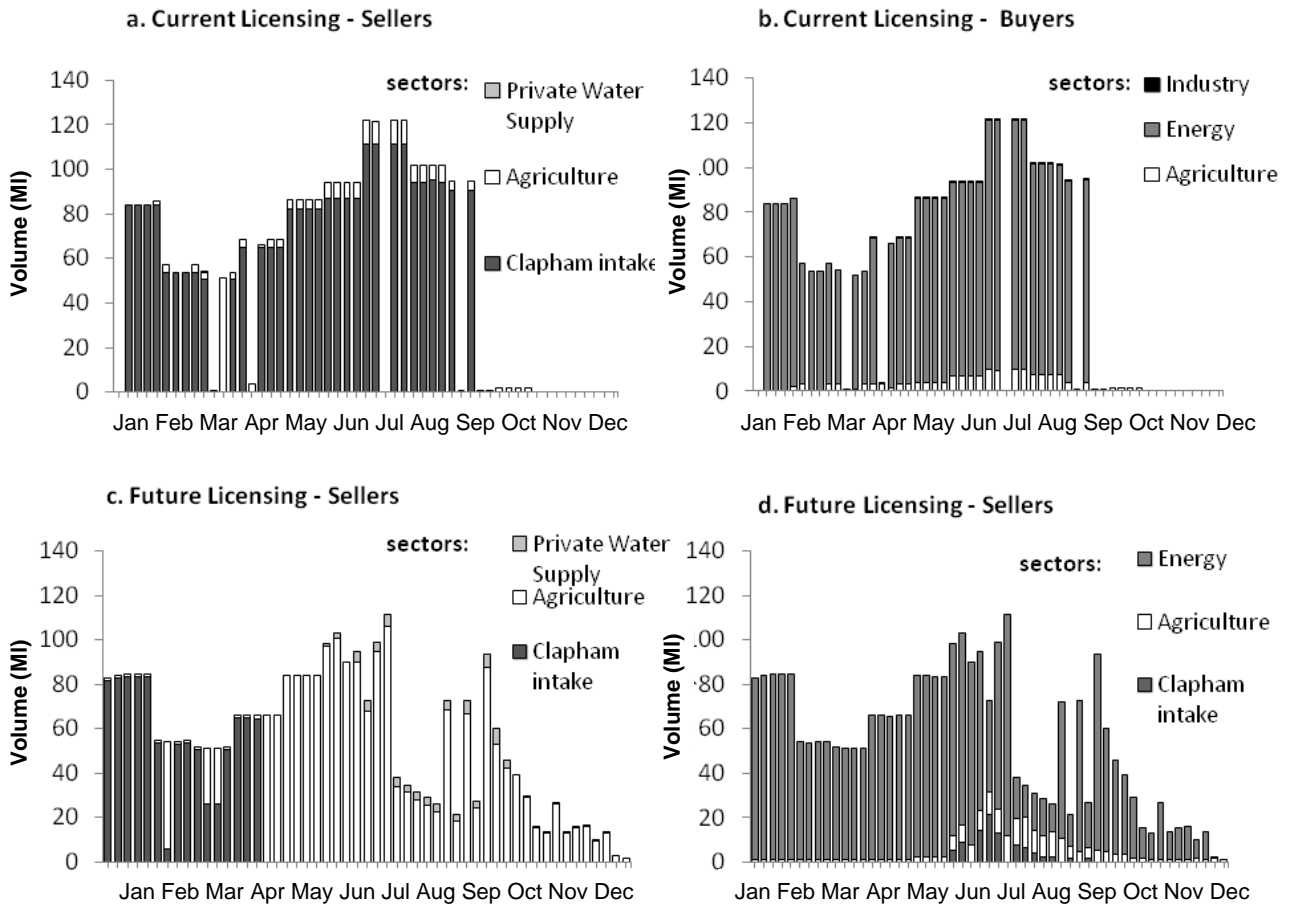 a. Current Licensing - Sellers
sectors:
Private Water
Supply
Agriculture
Clapham intake
Volume (Ml)
140
120
100
80
60
40
20
0
Jan Feb Mar Apr May Jun Jul Aug Sep Oct Nov Dec
b. Current Licensing - Buyers
sectors:
Industry
Energy
Agriculture
Volume (Ml)
140
120
100
80
60
40
20
0
Jan Feb Mar Apr May Jun Jul Aug Sep Oct Nov Dec
c. Future Licensing - Sellers
sectors:
Private Water
Supply
Agriculture
Clapham
intake
Volume (Ml)
140
120
100
80
60
40
20
0
Jan Feb Mar Apr May Jun Jul Aug Sep Oct Nov Dec
d. Future Licensing - Sellers
sectors:
Energy
Agriculture
Clapham
intake
Volume (Ml)
140
120
100
80
60
40
20
0
Jan Feb Mar Apr May Jun Jul Aug Sep Oct Nov Dec